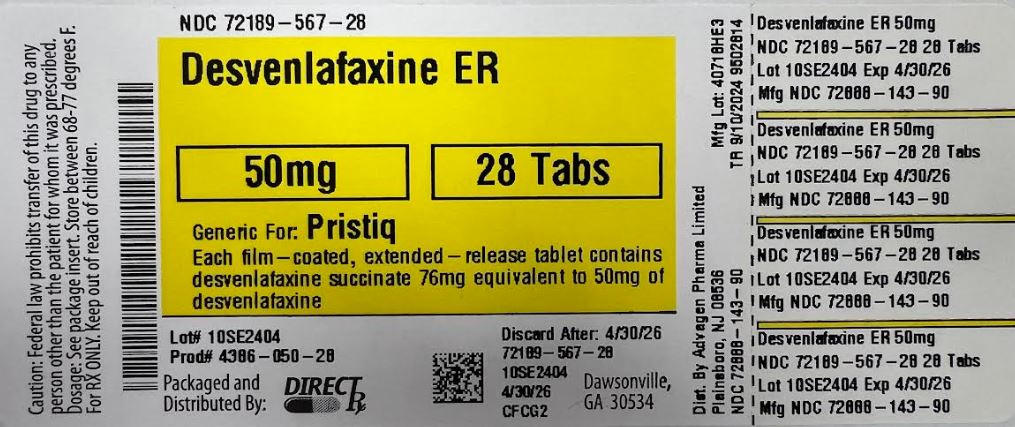 Caution: Federal law prohibits transfer of this drug to any
person other than the patient for whom it was prescribed.
Dosage: See package insert. Store between 68-77 degrees F.
For RX ONLY. Keep out of reach of children.
NDC 72189-567-28
Desvenlafaxine ER
50mg
28 Tabs
Generic For: Pristiq
Each film-coated, extended-release tablet contains
desvenlafaxine succinate 76mg equivalent to 50mg of
desvenlafaxine
Lot# 10SE2404
Prod# 4386-050-28
Packaged and
Distributed By:
DIRECT Rx
Discard After: 4/30/26
72189-567-28
10SE2404
4/30/26
CFCG2
Dawsonville,
GA 30534
Mfg Lot: 40718HE3
TR 9/10/2024 9502814
Dist. By Advagen Pharma Limited
Plainsboro, NJ 08536
NDC 72888-143-90
Desvenlafaxine ER 50mg
NDC 72189-567-28 28 Tabs
Lot 10SE2404 Exp 4/30/26
Mfg NDC 72888-143-90
Desvenlafaxine ER 50mg
NDC 72189-567-28 28 Tabs
Lot 10SE2404 Exp 4/30/26
Mfg NDC 72888-143-90
Desvenlafaxine ER 50mg
NDC 72189-567-28 28 Tabs
Lot 10SE2404 Exp 4/30/26
Mfg NDC 72888-143-90
Desvenlafaxine ER 50mg
NDC 72189-567-28 28 Tabs
Lot 10SE2404 Exp 4/30/26
Mfg NDC 72888-143-90